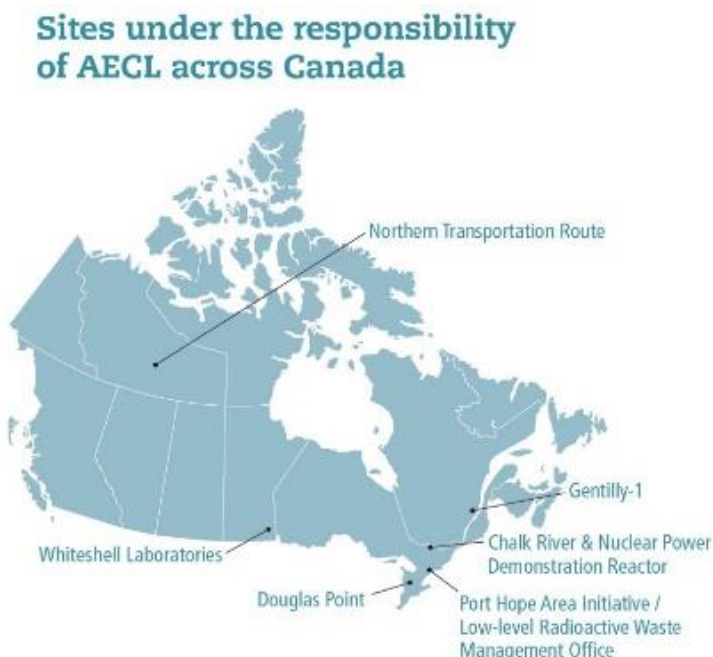 Sites under the responsibility
of AECL across Canada
Northern Transportation Route
Gentilly-1
Whiteshell Laboratories
Chalk River & Nuclear Power
Demonstration Reactor
Douglas Point
Port Hope Area Initiative /
Low-level Radioactive Waste
Management Office